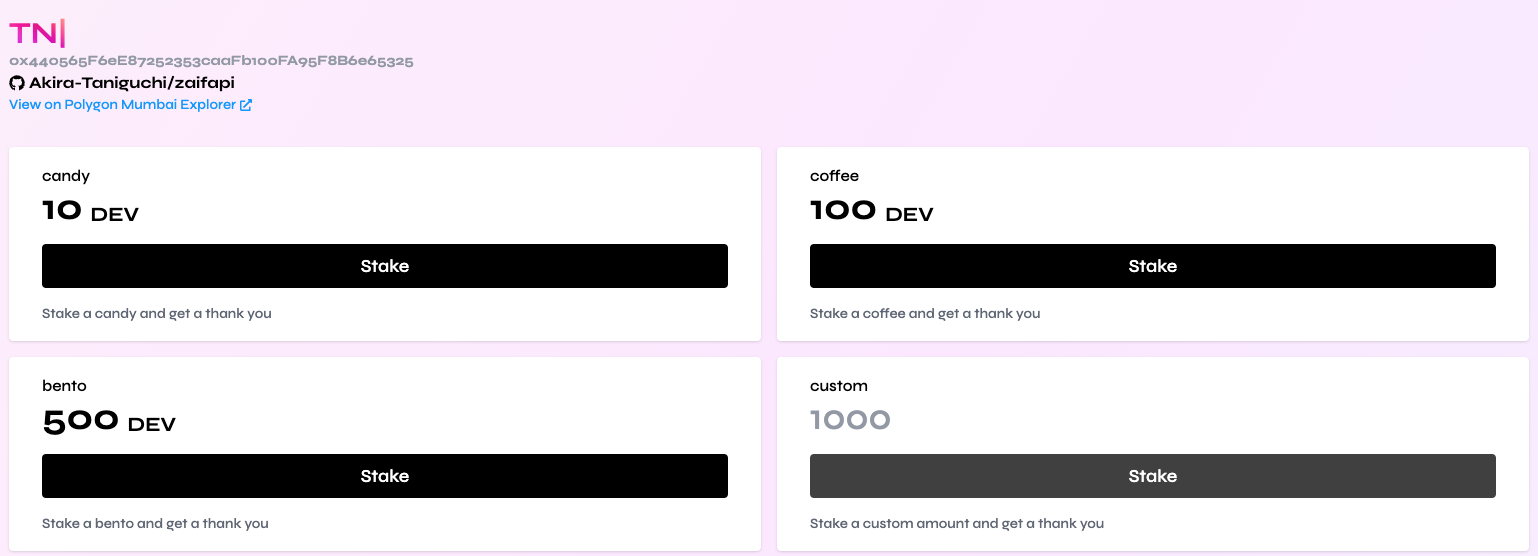 TN
0x440565F6eE87252353caaFb100FA95F8B6e65325
Akira-Taniguchi/zaifapi
View on Polygon Mumbai Explorer
candy
10 DEV
Stake
Stake a candy and get a thank you
coffee
100 DEV
Stake
Stake a coffee and get a thank you
bento
500 DEV
Stake
Stake a bento and get a thank you
custom
1000
Stake
Stake a custom amount and get a thank you